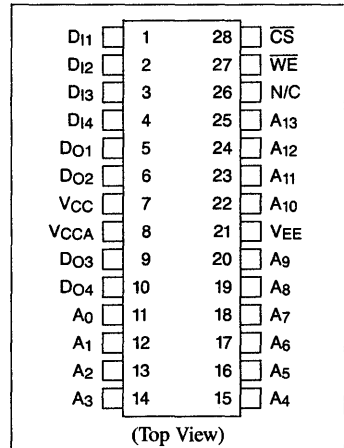 DI1 1 28 CS
DI2 2 27 WE
DI3 3 26 N/C
DI4 4 25 A13
DO1 5 24 A12
DO2 6 23 A11
VCC 7 22 A10
VCCA 8 21 VEE
DO3 9 20 A9
DO4 10 19 A8
A0 11 18 A7
A1 12 17 A6
A2 13 16 A5
A3 14 15 A4
(Top View)